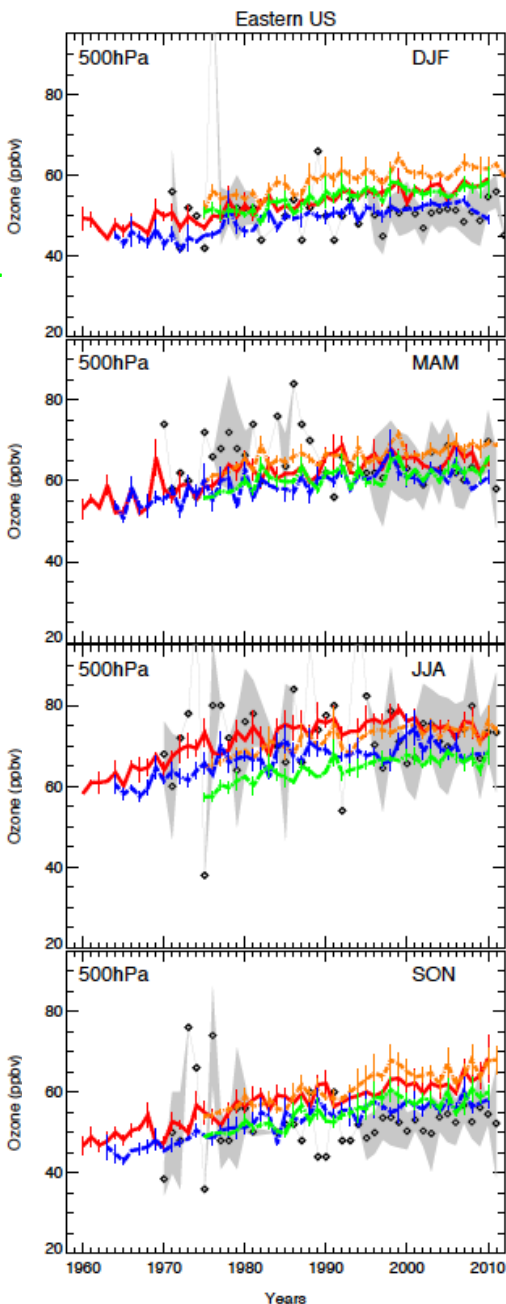 Eastern US
500hPa DJF
80
60
40
20
Ozone (ppbv)
500hPa MAM
80
60
40
20
Ozone (ppbv)
500hPa JJA
80
60
40
20
Ozone (ppbv)
500hPa SON
80
60
40
20
Ozone (ppbv)
1960 1970 1980 1990 2000 2010
Years